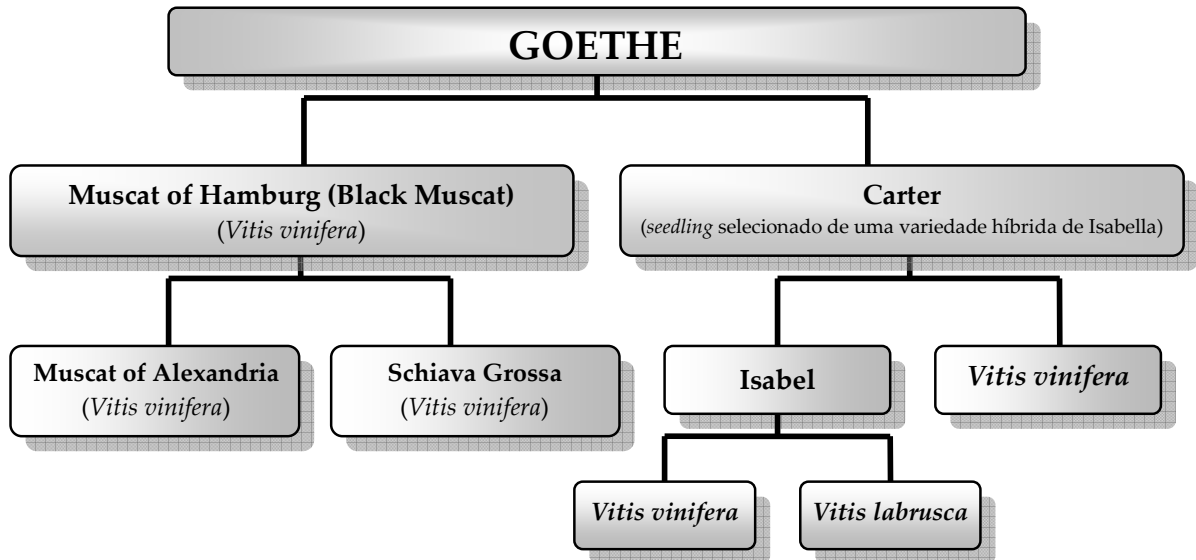 GOETHE
Muscat of Hamburg (Black Muscat)
(Vitis vinifera)
Carter
(seedling selecionado de uma variedade híbrida de Isabella)
Muscat of Alexandria
(Vitis vinifera)
Schiava Grossa
(Vitis vinifera)
Isabel
Vitis vinifera
Vitis vinifera
Vitis labrusca